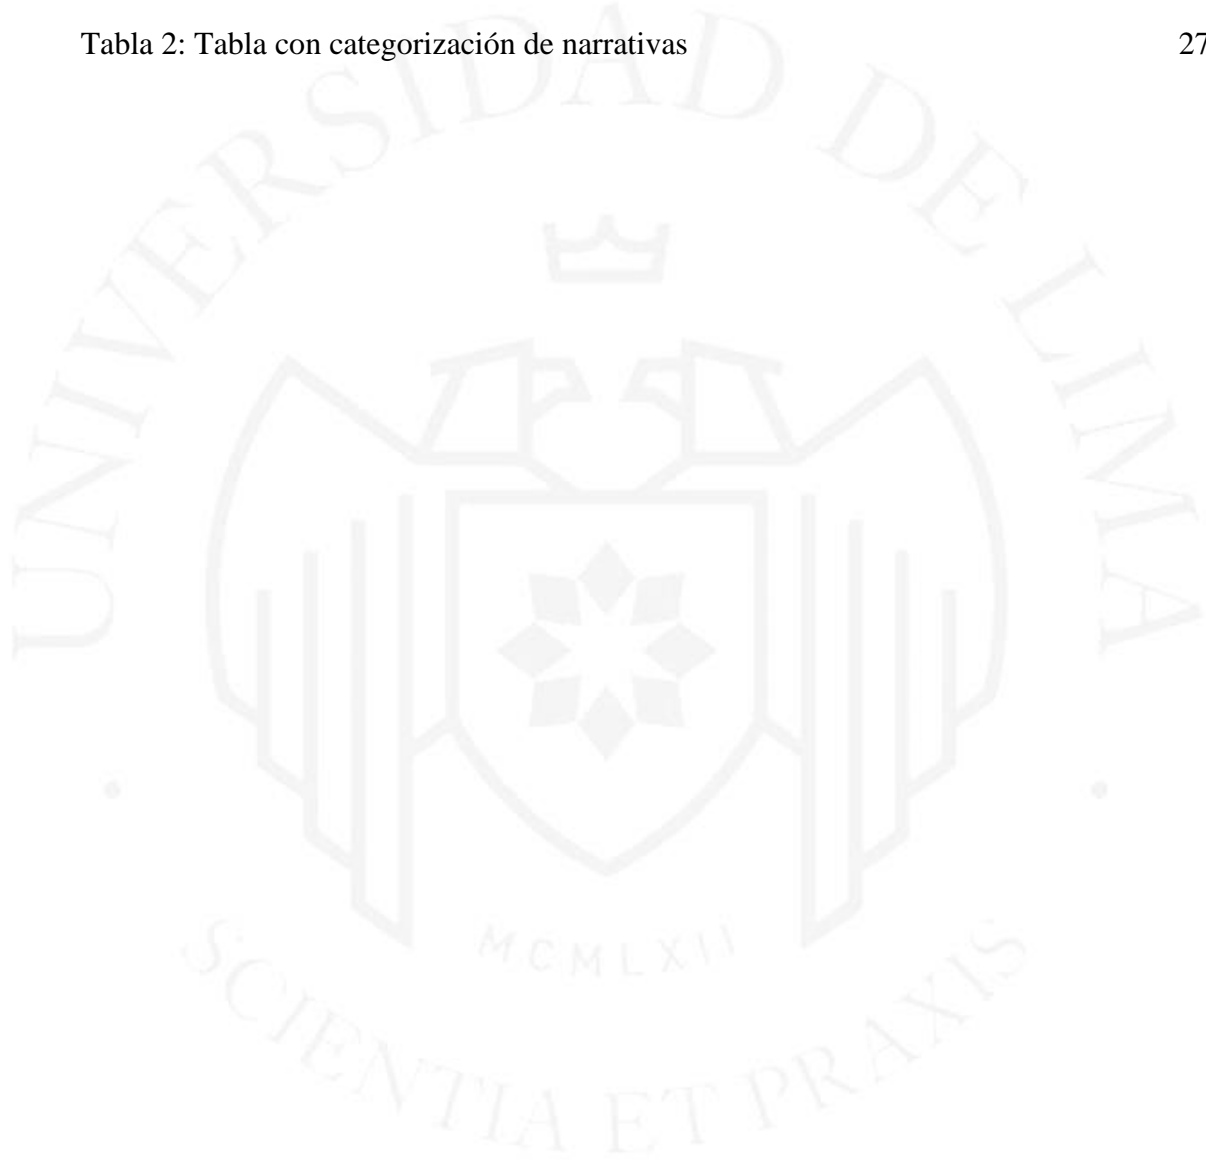 Tabla 2: Tabla con categorización de narrativas 27
UNIVERSIDAD DE LIMA
MCMLXII
SCIENTIA ET PRAXIS